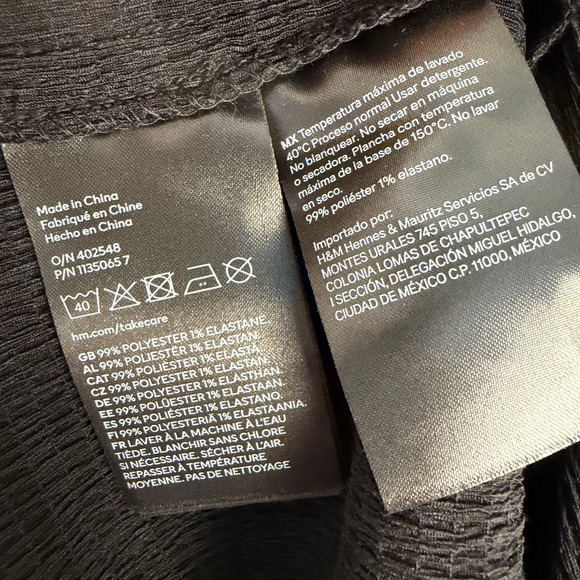 Made in China
Fabriqué en Chine
Hecho en China
O/N 402548
P/N 1135065 7
40
hm.com/takecare
GB 99% POLYESTER 1% ELASTANE.
AL 99% POLIESTËR 1% ELASTAN.
CAT 99% POLIÈSTER 1% ELASTÀ.
CZ 99% POLYESTER 1% ELASTAN.
DE 99% POLYESTER 1% ELASTHAN.
EE 99% POLÜESTER 1% ELASTAAN.
ES 99% POLIÉSTER 1% ELASTANO.
FI 99% POLYESTERIÄ 1% ELASTAANIA.
FR LAVER À LA MACHINE À L'EAU
TIÈDE. BLANCHIR SANS CHLORE
SI NÉCESSAIRE. SÉCHER À L'AIR.
REPASSER À TEMPÉRATURE
MOYENNE. PAS DE NETTOYAGE
MX Temperatura máxima de lavado
40°C Proceso normal Usar detergente.
No blanquear. No secar en máquina
o secadora. Plancha con temperatura
máxima de la base de 150°C. No lavar
en seco.
99% poliéster 1% elastano.
Importado por:
H&M Hennes & Mauritz Servicios SA de CV
MONTES URALES 745 PISO 5,
COLONIA LOMAS DE CHAPULTEPEC
I SECCIÓN, DELEGACIÓN MIGUEL HIDALGO,
CIUDAD DE MÉXICO C.P. 11000, MÉXICO